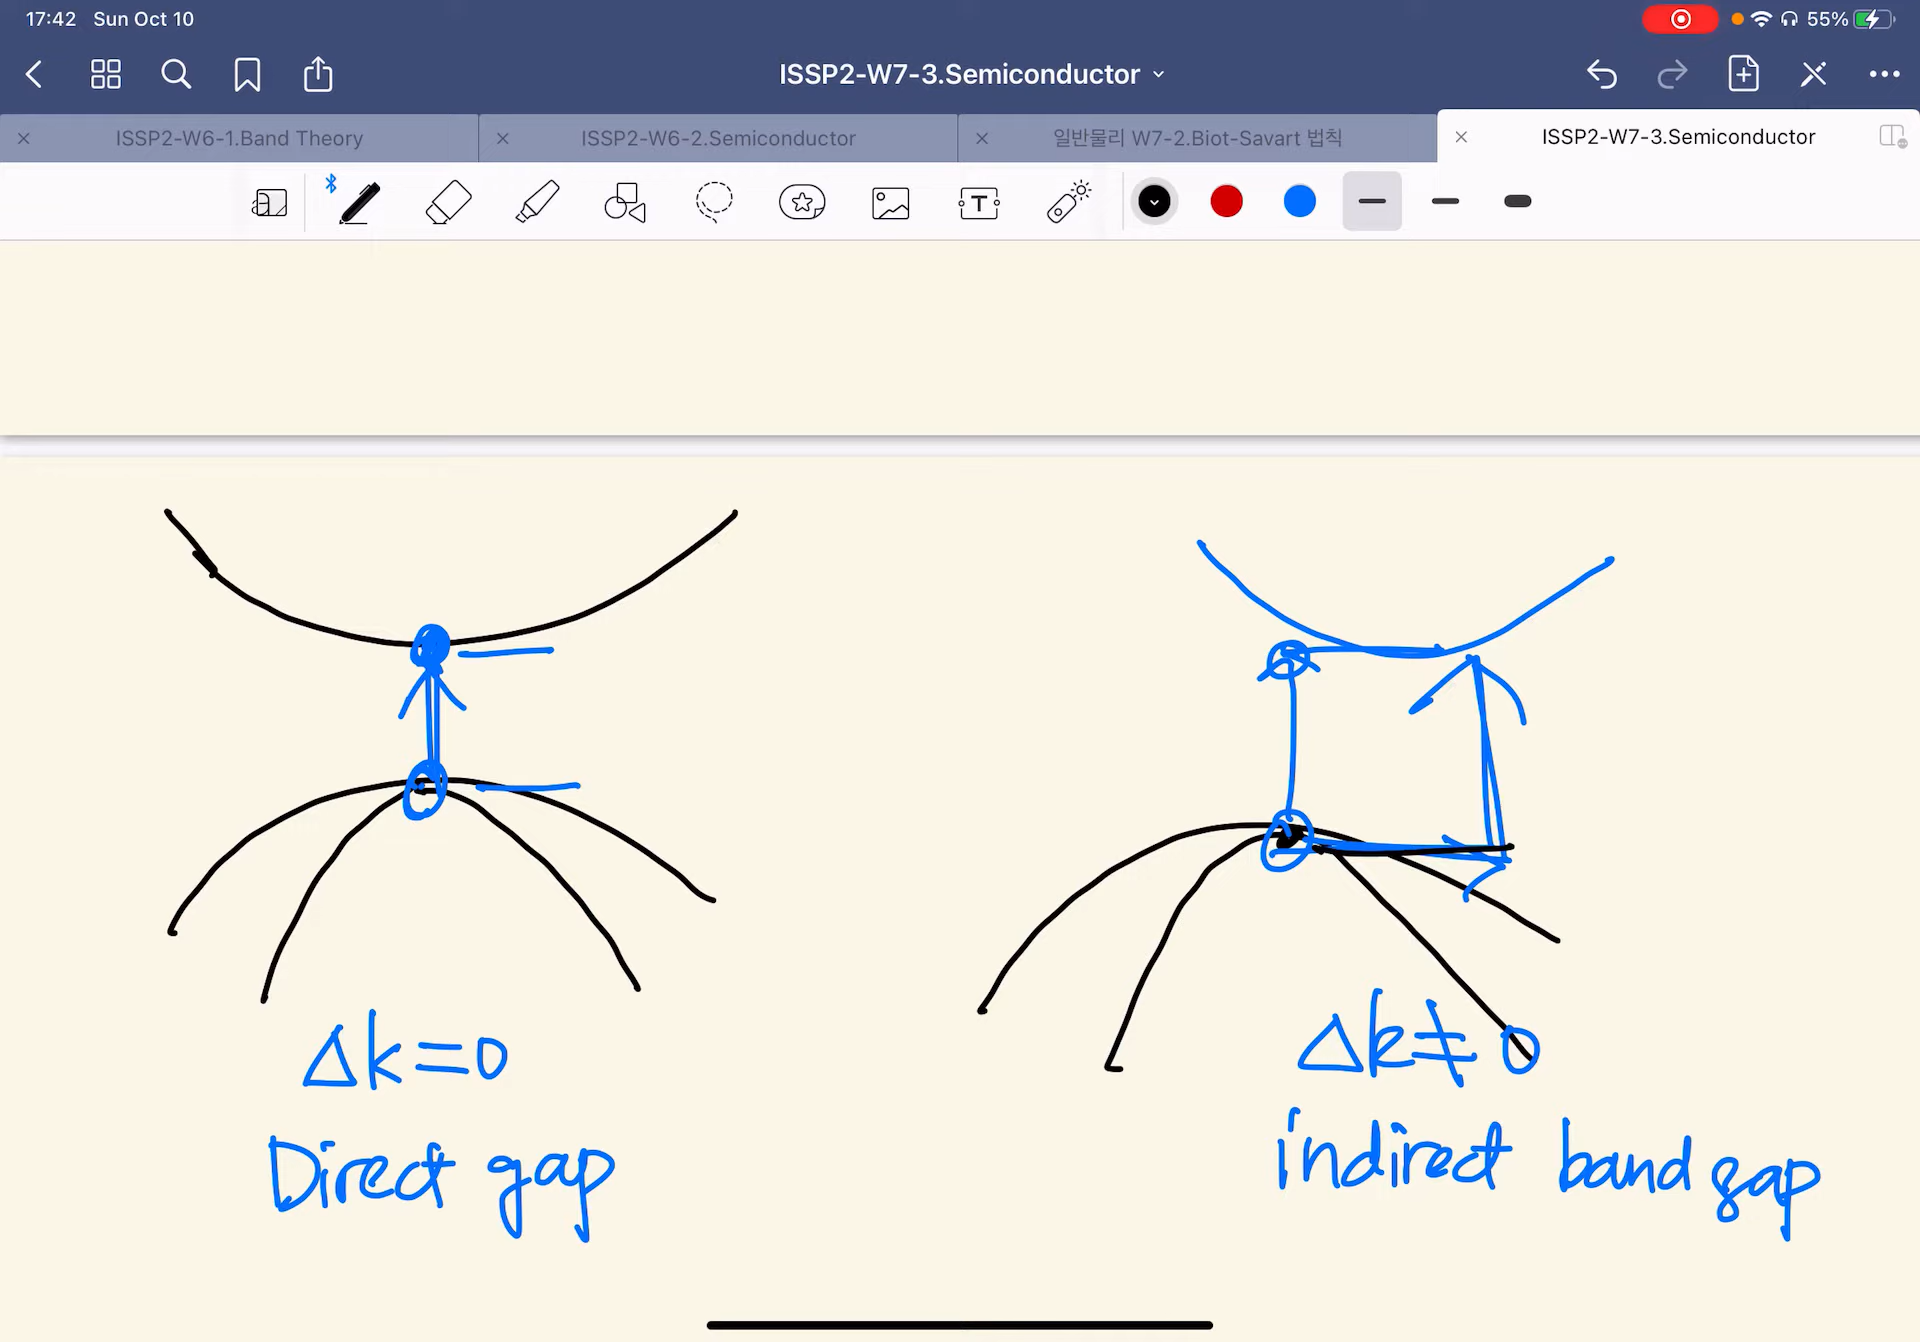 17:42 Sun Oct 10
55%
ISSP2-W7-3.Semiconductor
ISSP2-W6-1.Band Theory
ISSP2-W6-2.Semiconductor
일반물리 W7-2.Biot-Savart 법칙
ISSP2-W7-3.Semiconductor
T
Δk=0
Direct gap
Δk≠0
indirect band gap